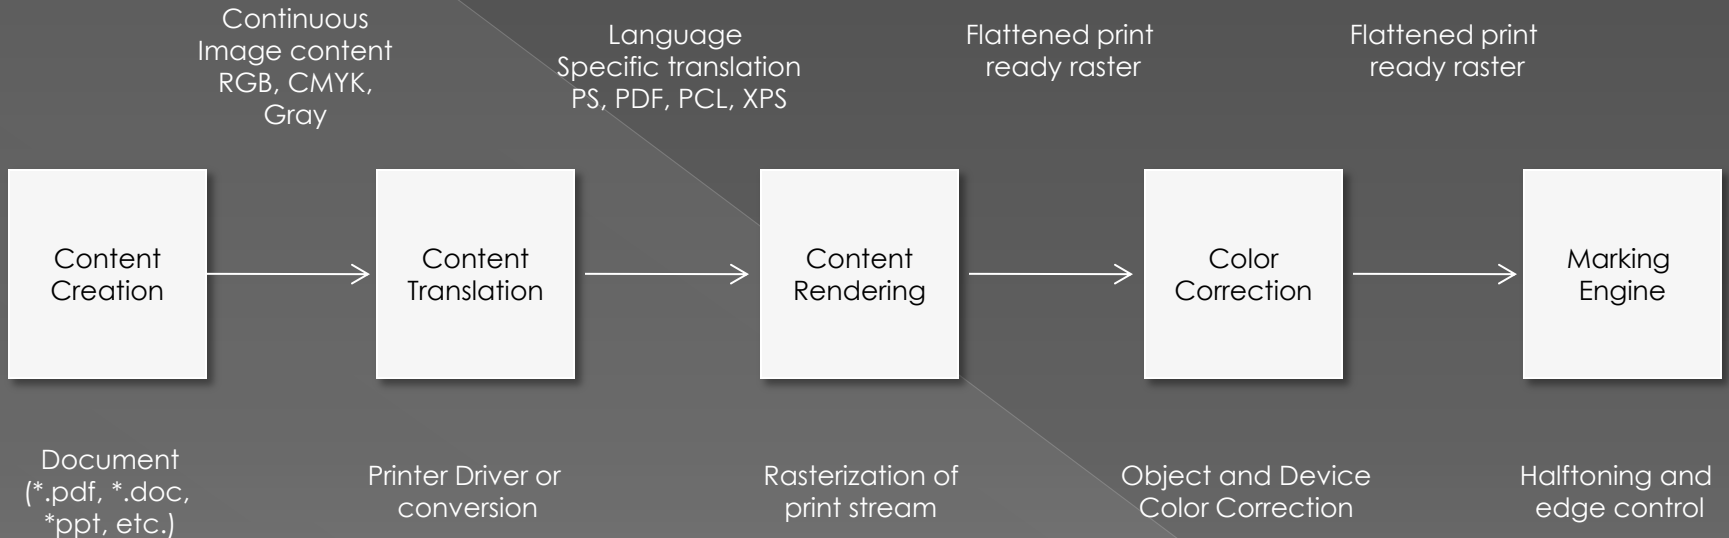 Continuous
Image content
RGB, CMYK,
Gray
Language
Specific translation
PS, PDF, PCL, XPS
Flattened print
ready raster
Flattened print
ready raster
Content
Creation
Content
Translation
Content
Rendering
Color
Correction
Marking
Engine
Document
(*.pdf, *.doc,
*ppt, etc.)
Printer Driver or
conversion
Rasterization of
print stream
Object and Device
Color Correction
Halftoning and
edge control